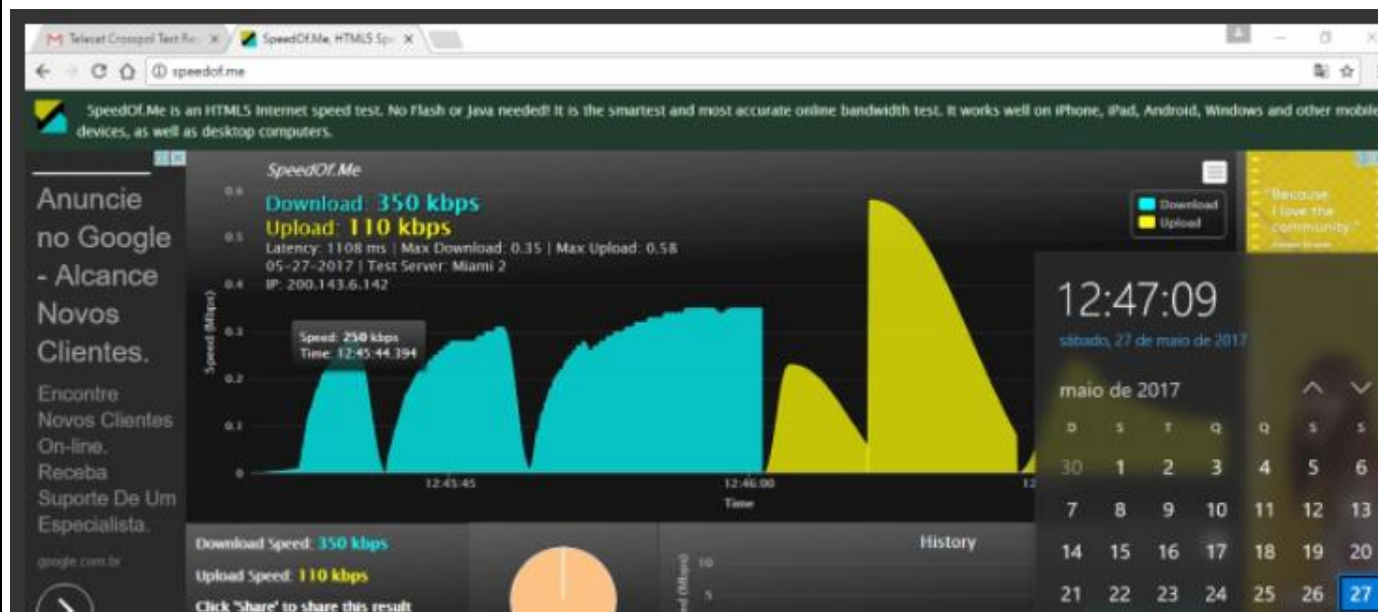 Telesat Crosspol Test Re
SpeedOf.Me, HTML5 Sp
speedof.me
SpeedOf.Me is an HTML5 Internet speed test. No Flash or Java needed! It is the smartest and most accurate online bandwidth test. It works well on iPhone, iPad, Android, Windows and other mobile
devices, as well as desktop computers.
Anuncie
no Google
- Alcance
Novos
Clientes.
Encontre
Novos Clientes
On-line.
Receba
Suporte De Um
Especialista.
google.com.br
SpeedOf.Me
Download: 350 kbps
Upload: 110 kbps
Latency: 1108 ms | Max Download: 0.35 | Max Upload: 0.58
05-27-2017 | Test Server: Miami 2
IP: 200.143.6.142
Download
Upload
"Because
I love the
community."
Speed (Mbps)
0.6
0.5
0.4
0.3
0.2
0.1
0
Speed: 250 kbps
Time: 12:45:44.394
12:45:45
12:46:00
12
Time
12:47:09
sábado, 27 de maio de 2017
maio de 2017
D S T Q Q S S
30 1 2 3 4 5 6
7 8 9 10 11 12 13
14 15 16 17 18 19 20
21 22 23 24 25 26 27
Download Speed: 350 kbps
Upload Speed: 110 kbps
Click 'Share' to share this result
History
10
5